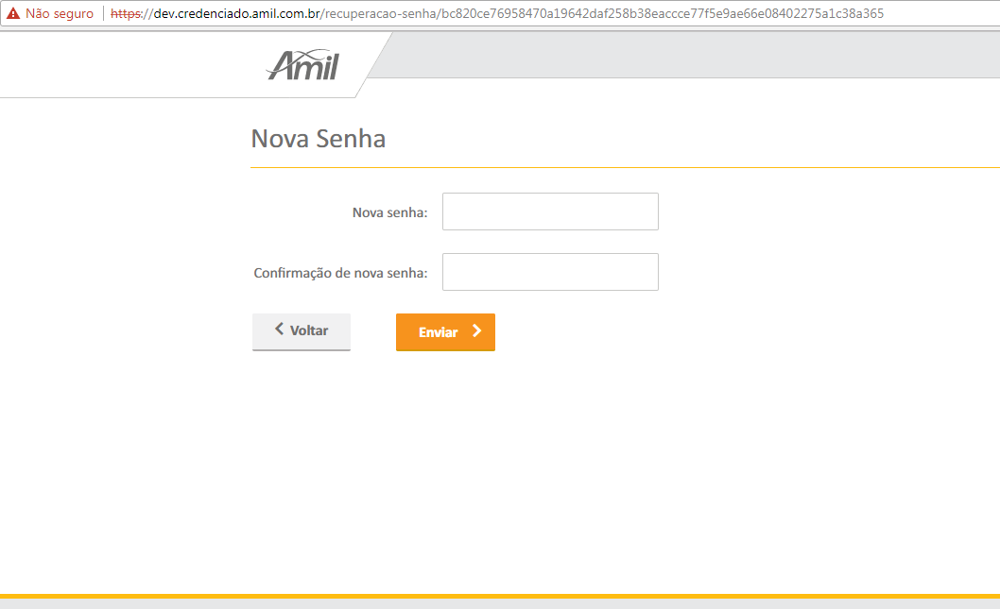 Não seguro https://dev.credenciado.amil.com.br/recuperacao-senha/bc820ce76958470a19642daf258b38eaccce77f5e9ae66e08402275a1c38a365
Amil
Nova Senha
Nova senha:
Confirmação de nova senha:
Voltar Enviar